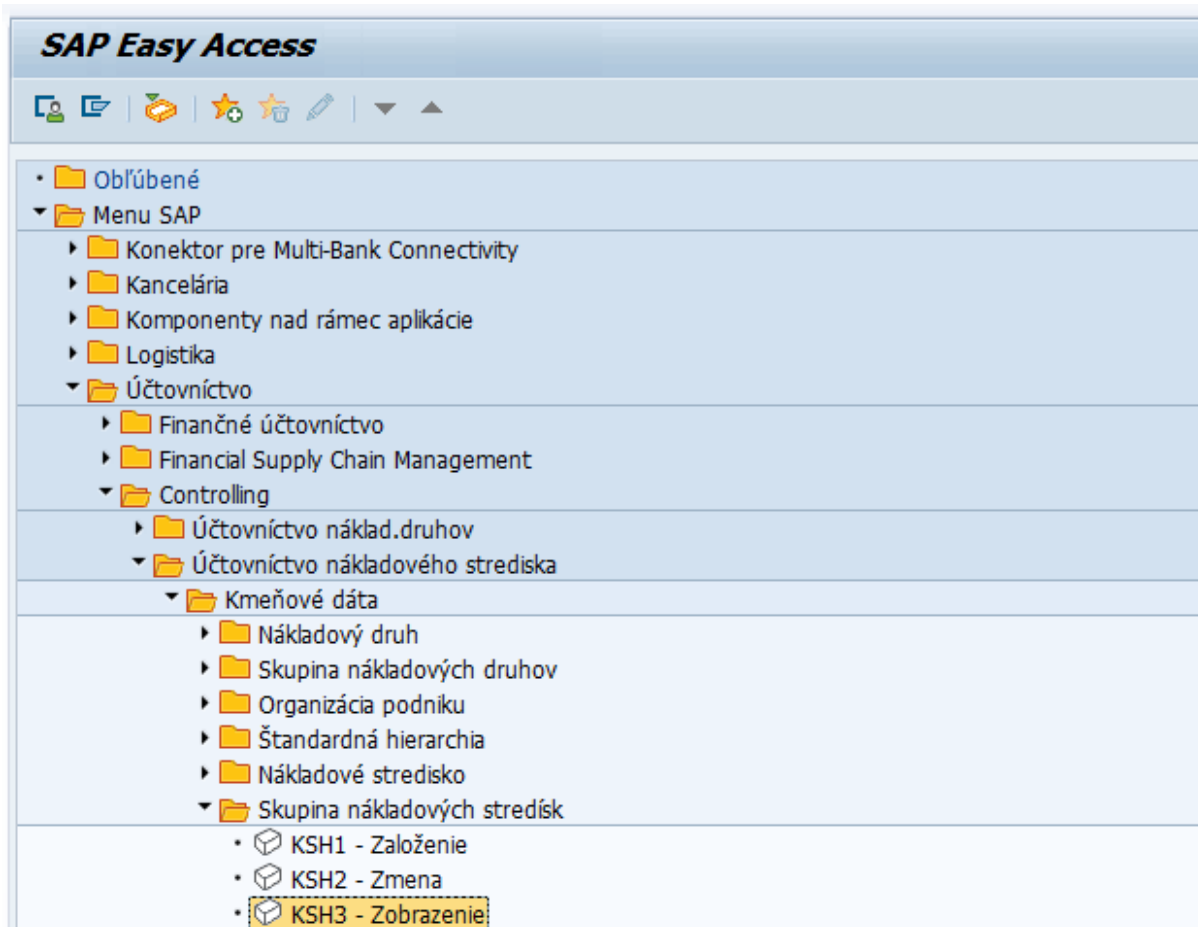 SAP Easy Access
Obľúbené
Menu SAP
Konektor pre Multi-Bank Connectivity
Kancelária
Komponenty nad rámec aplikácie
Logistika
Účtovníctvo
Finančné účtovníctvo
Financial Supply Chain Management
Controlling
Účtovníctvo náklad.druhov
Účtovníctvo nákladového strediska
Kmeňové dáta
Nákladový druh
Skupina nákladových druhov
Organizácia podniku
Štandardná hierarchia
Nákladové stredisko
Skupina nákladových stredísk
KSH1 - Založenie
KSH2 - Zmena
KSH3 - Zobrazenie